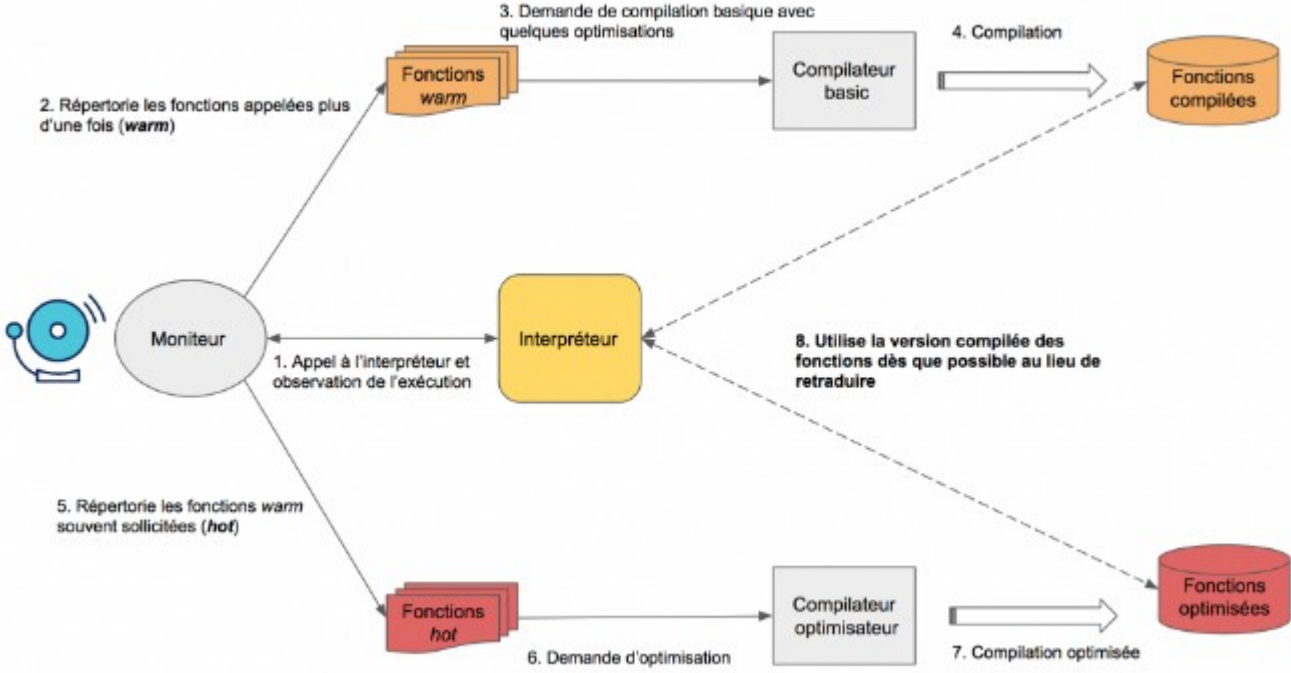 3. Demande de compilation basique avec
quelques optimisations
4. Compilation
Fonctions
warm
Compilateur
basic
Fonctions
compilées
2. Répertorie les fonctions appelées plus
d'une fois (warm)
Moniteur
1. Appel à l'interpréteur et
observation de l'exécution
Interpréteur
8. Utilise la version compilée des
fonctions dès que possible au lieu de
retraduire
5. Répertorie les fonctions warm
souvent sollicitées (hot)
Fonctions
hot
6. Demande d'optimisation
Compilateur
optimisateur
7. Compilation optimisée
Fonctions
optimisées